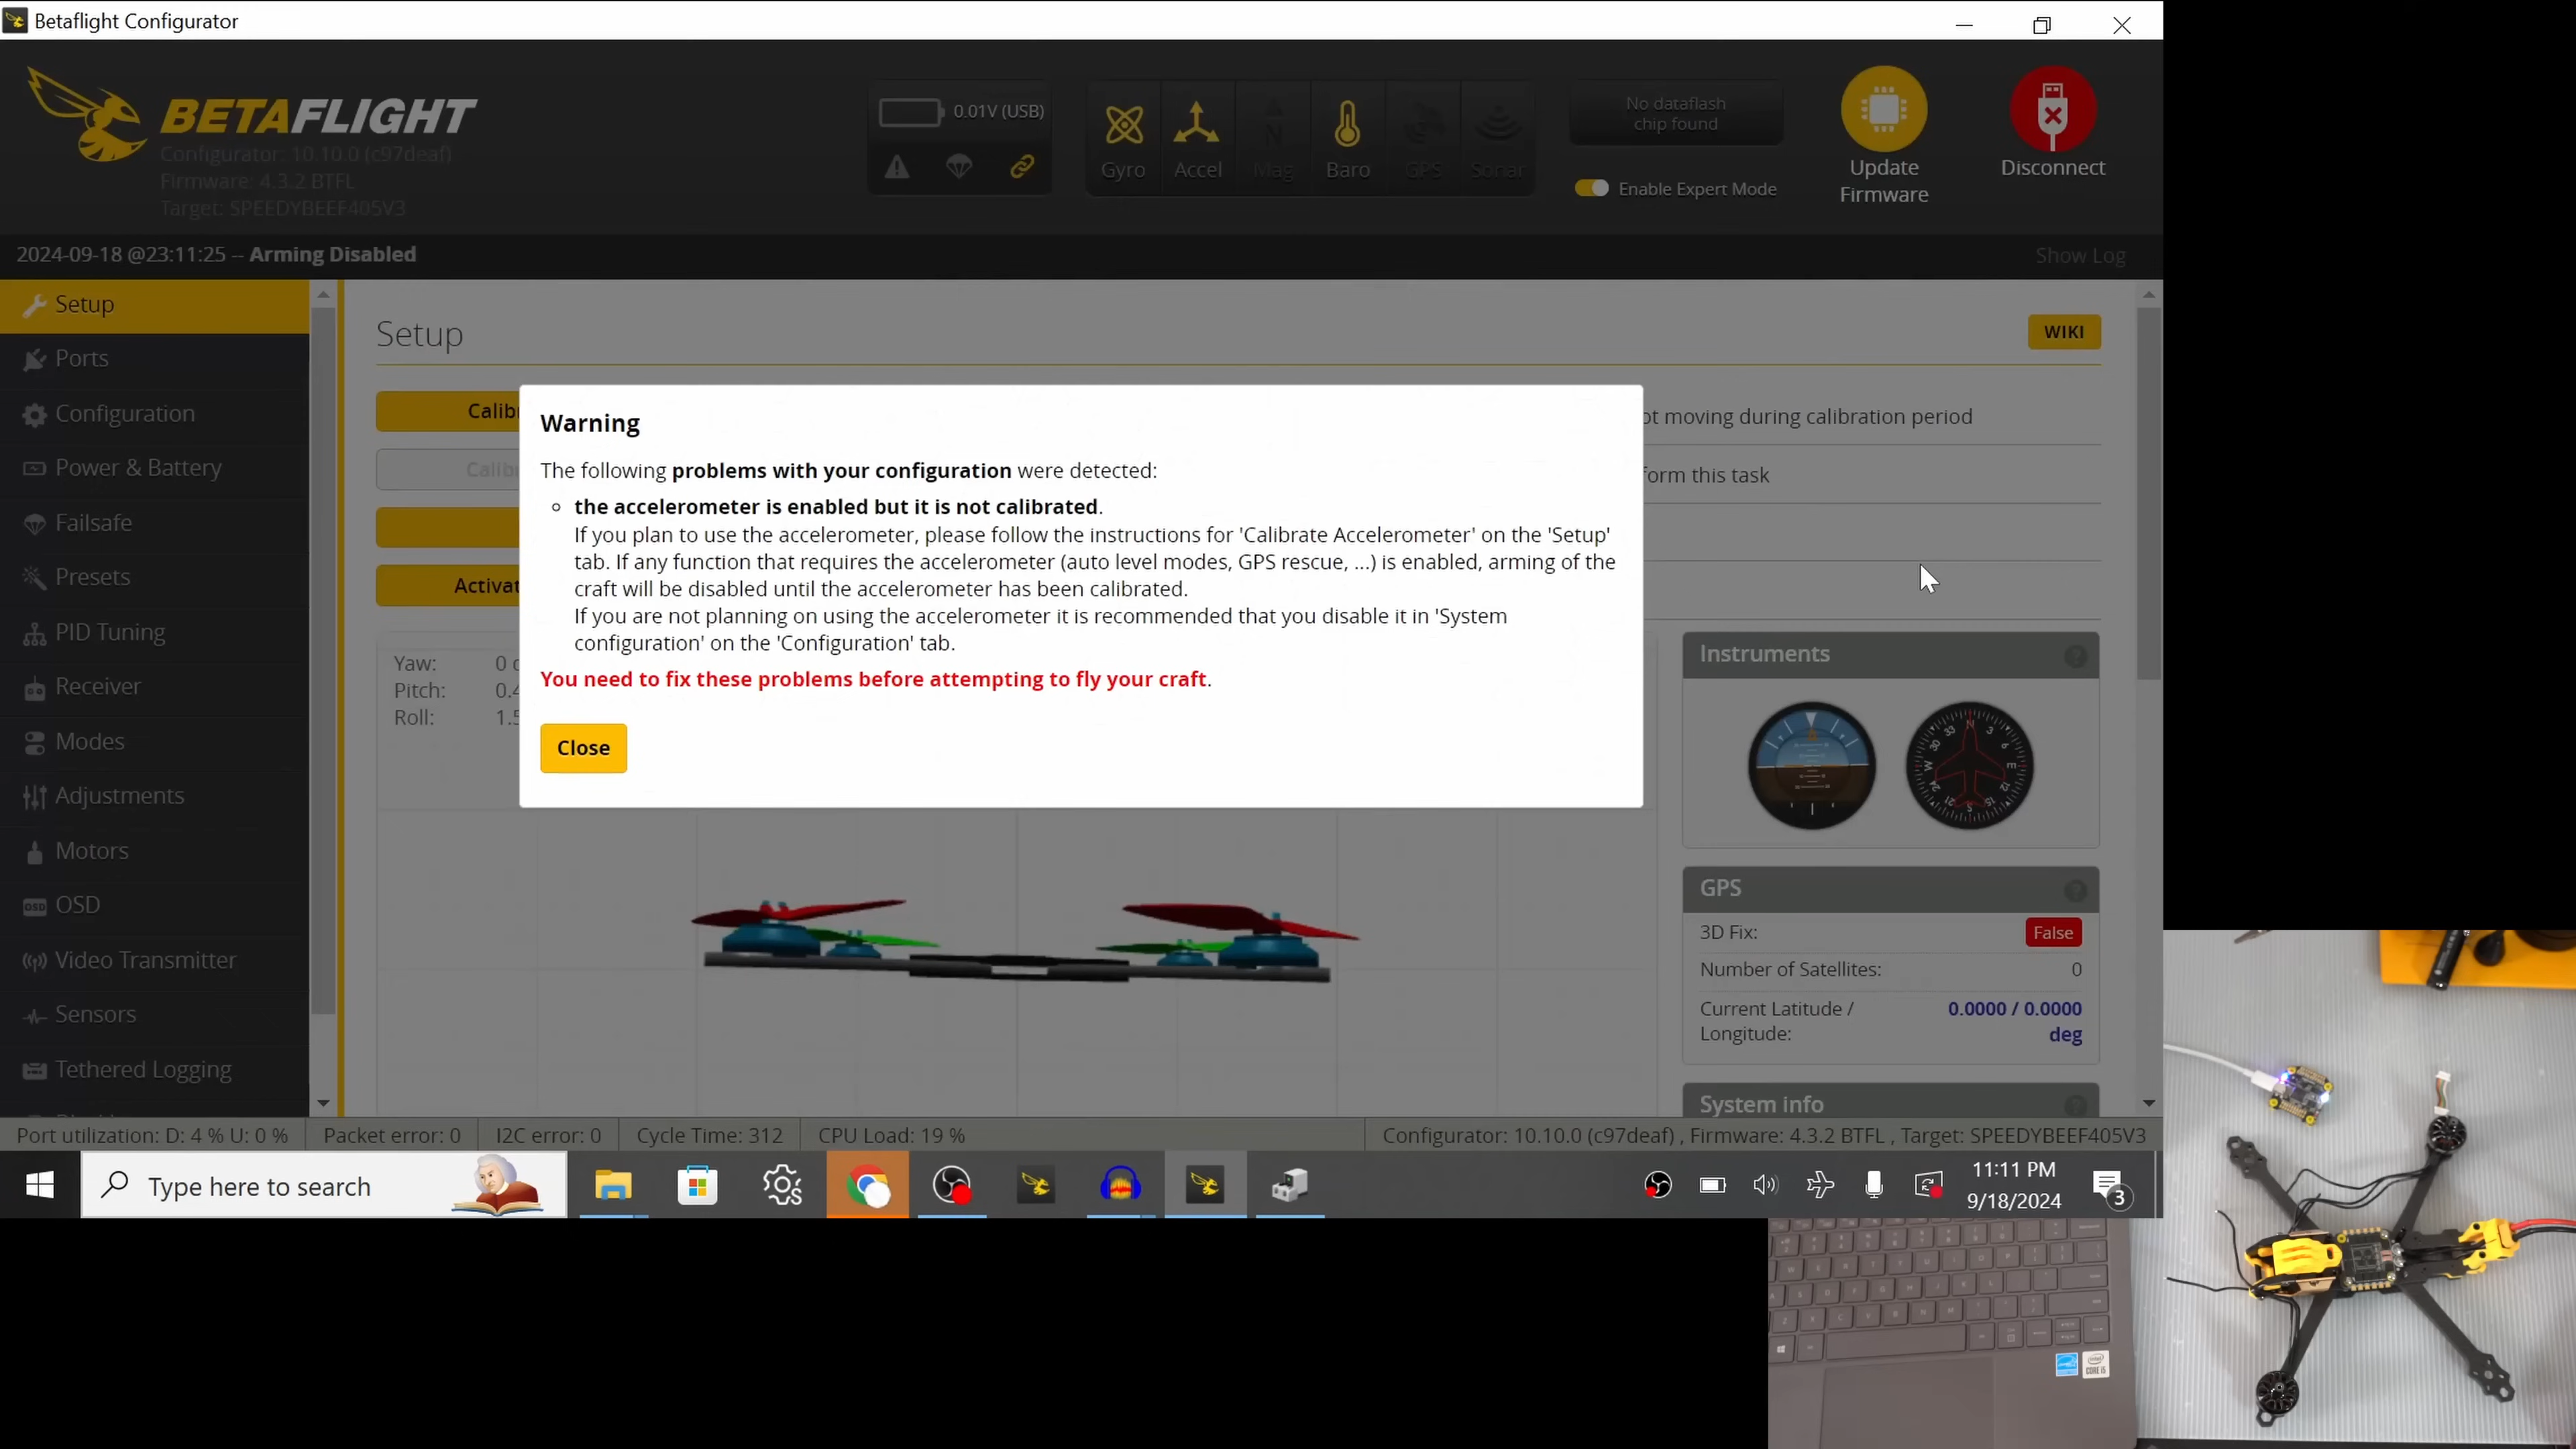 Betaflight Configurator
BETAFLIGHT
Configurator: 10.10.0 (c97deaf)
Firmware: 4.3.2 BTFL
Target: SPEEDYBEEF405V3
0.01V (USB)
Gyro
Accel
Mag
Baro
GPS
Sonar
No dataflash
chip found
Enable Expert Mode
Update
Firmware
Disconnect
2024-09-18 @23:11:25 -- Arming Disabled
Show Log
Setup
Ports
Configuration
Power & Battery
Failsafe
Presets
PID Tuning
Receiver
Modes
Adjustments
Motors
OSD
Video Transmitter
Sensors
Tethered Logging
Setup
WIKI
Calib
ot moving during calibration period
Calib
form this task
Activat
Warning
The following problems with your configuration were detected:
the accelerometer is enabled but it is not calibrated.
If you plan to use the accelerometer, please follow the instructions for 'Calibrate Accelerometer' on the 'Setup'
tab. If any function that requires the accelerometer (auto level modes, GPS rescue, ...) is enabled, arming of the
craft will be disabled until the accelerometer has been calibrated.
If you are not planning on using the accelerometer it is recommended that you disable it in 'System
configuration' on the 'Configuration' tab.
You need to fix these problems before attempting to fly your craft.
Close
Yaw: 0 d
Pitch: 0.4
Roll: 1.5
Instruments
GPS
3D Fix: False
Number of Satellites: 0
Current Latitude / 0.0000 / 0.0000
Longitude: deg
System info
Port utilization: D: 4 % U: 0 %
Packet error: 0
I2C error: 0
Cycle Time: 312
CPU Load: 19 %
Configurator: 10.10.0 (c97deaf) , Firmware: 4.3.2 BTFL , Target: SPEEDYBEEF405V3
Type here to search
11:11 PM
9/18/2024
3